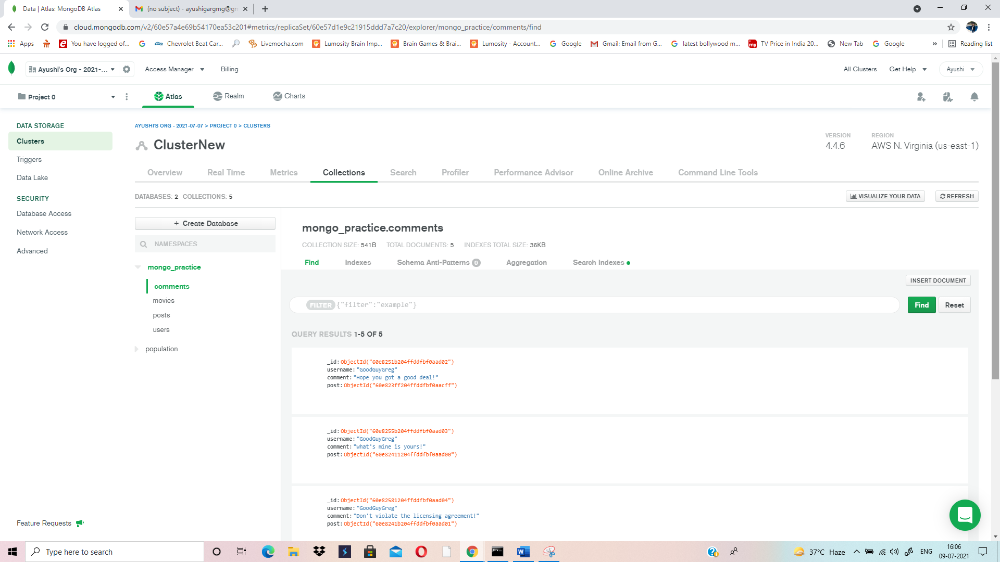 Data | Atlas: MongoDB Atlas
(no subject) - ayushigargmg@gm
cloud.mongodb.com/v2/60e57a4e69b54170ea53c201#metrics/replicaSet/60e57d1e9c21915ddd7a7c20/explorer/mongo_practice/comments/find
Apps You have logged of... Chevrolet Beat Car... Livemocha.com Lumosity Brain Imp... Brain Games & Brai... Lumosity - Account... Google Gmail: Email from G... latest bollywood m... my TV Price in India 20... New Tab Google » Reading list
Ayushi's Org - 2021-... Access Manager Billing All Clusters Get Help Ayushi
Project 0 Atlas Realm Charts
DATA STORAGE
Clusters
Triggers
Data Lake
SECURITY
Database Access
Network Access
Advanced
Feature Requests
AYUSHI'S ORG - 2021-07-07 > PROJECT 0 > CLUSTERS
ClusterNew
VERSION
4.4.6
REGION
AWS N. Virginia (us-east-1)
Overview Real Time Metrics Collections Search Profiler Performance Advisor Online Archive Command Line Tools
DATABASES: 2 COLLECTIONS: 5
VISUALIZE YOUR DATA REFRESH
+ Create Database
NAMESPACES
mongo_practice
comments
movies
posts
users
population
mongo_practice.comments
COLLECTION SIZE: 541B TOTAL DOCUMENTS: 5 INDEXES TOTAL SIZE: 36KB
Find Indexes Schema Anti-Patterns 0 Aggregation Search Indexes
INSERT DOCUMENT
FILTER {"filter":"example"}
Find Reset
QUERY RESULTS 1-5 OF 5
_id: ObjectId("60e8251b204ffddfbf0aad02")
username: "GoodGuyGreg"
comment: "Hope you got a good deal!"
post: ObjectId("60e823ff204ffddfbf0aacff")
_id: ObjectId("60e8255b204ffddfbf0aad03")
username: "GoodGuyGreg"
comment: "What's mine is yours!"
post: ObjectId("60e82411204ffddfbf0aad00")
_id: ObjectId("60e82581204ffddfbf0aad04")
username: "GoodGuyGreg"
comment: "Don't violate the licensing agreement!"
post: ObjectId("60e8241b204ffddfbf0aad01")
Type here to search
37°C Haze
ENG
16:06
09-07-2021